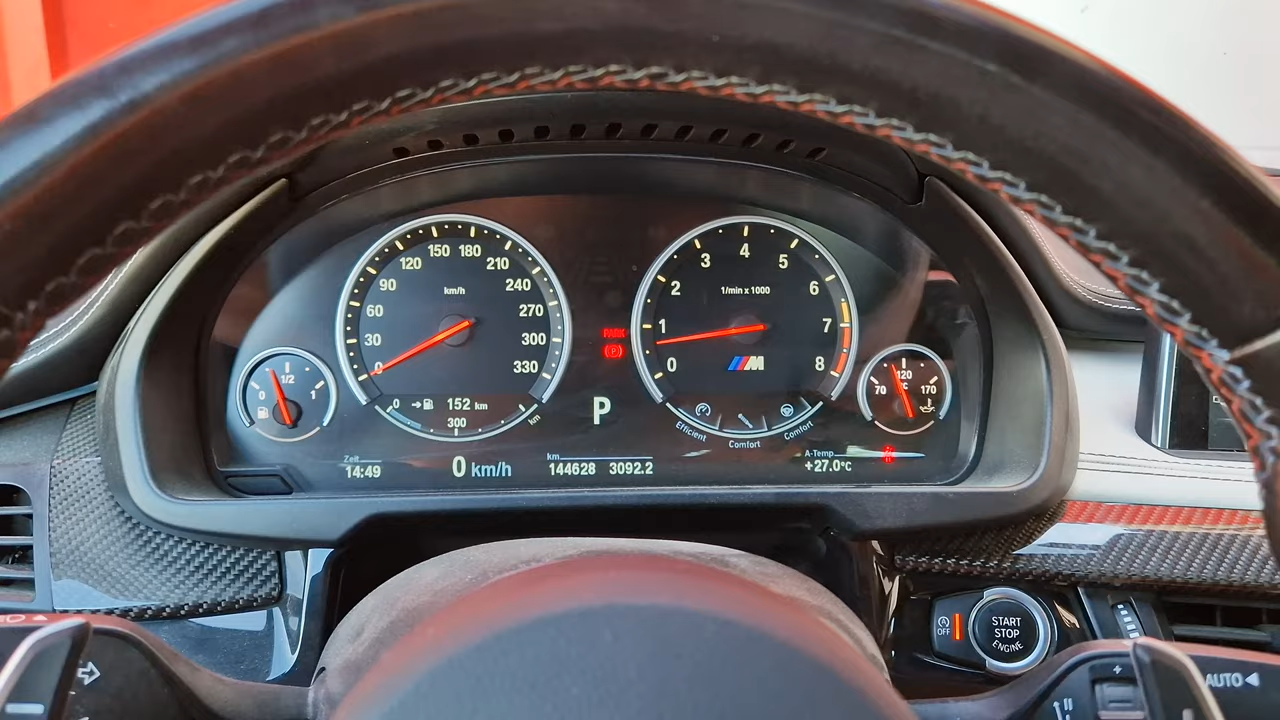 120 150 180 210
90 km/h 240
60 270
30 300
0 330
0 152 km
300 km
0 1/2 1
PARK
(P)
P
3 4 5
2 1/min x 1000 6
1 7
0 M 8
Efficient Comfort Comfort
70 120 170
°C
Zeit
14:49
0 km/h
km
144628 3092.2
A-Temp
+27.0°C
A
OFF
START
STOP
ENGINE
AUTO